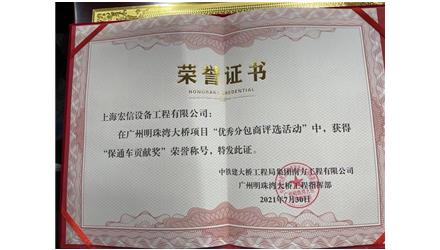 荣誉证书
HONORARY CREDENTIAL
上海宏信设备工程有限公司：
在广州明珠湾大桥项目“优秀分包商评选活动”中，获得
“保通车贡献奖”荣誉称号，特发此证。
中铁建大桥工程局集团南方工程有限公司
广州明珠湾大桥工程指挥部
2021年7月30日